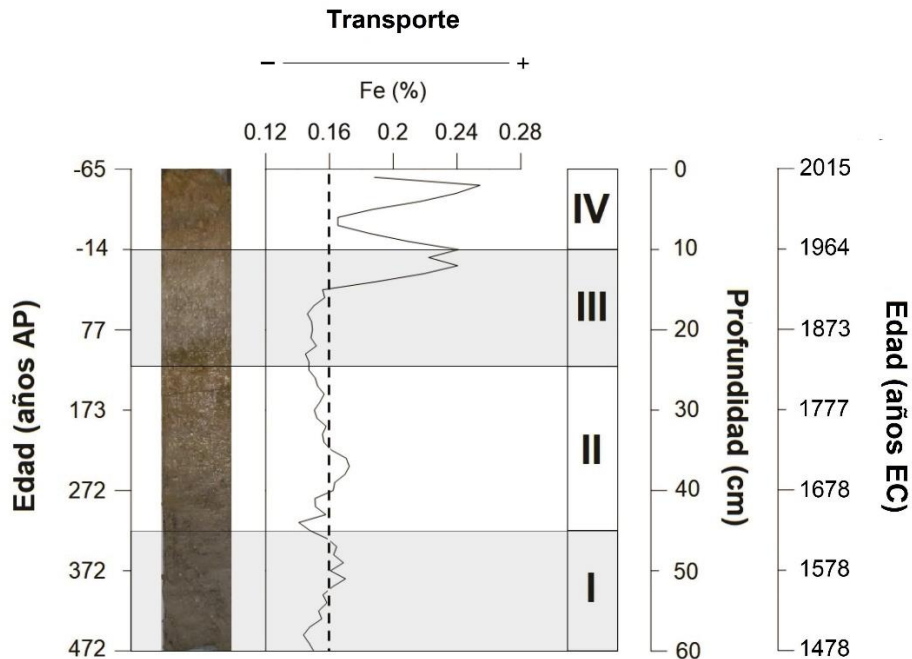 Transporte
− +
Fe (%)
0.12 0.16 0.2 0.24 0.28
-65 0 2015
IV
-14 10 1964
III
77 20 1873
173 30 1777
II
272 40 1678
372 50 1578
I
472 60 1478
Edad (años AP)
Profundidad (cm)
Edad (años EC)